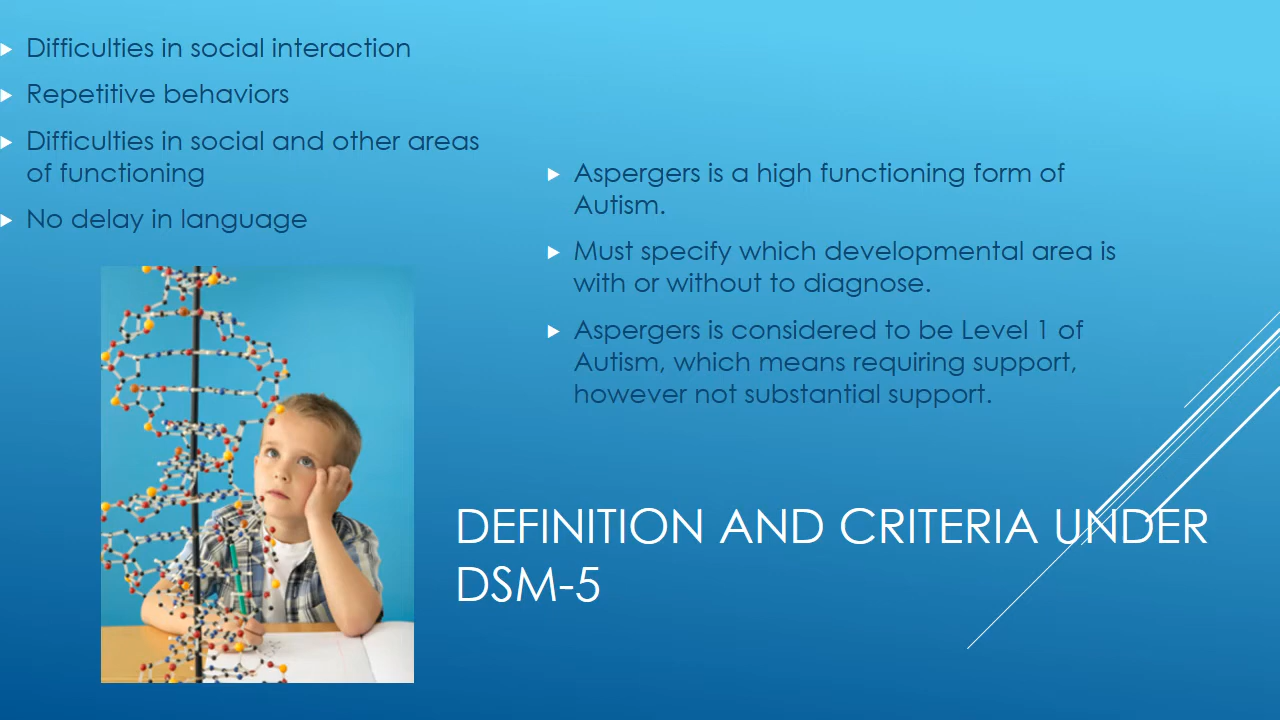 Difficulties in social interaction
Repetitive behaviors
Difficulties in social and other areas
of functioning
No delay in language
Aspergers is a high functioning form of
Autism.
Must specify which developmental area is
with or without to diagnose.
Aspergers is considered to be Level 1 of
Autism, which means requiring support,
however not substantial support.
DEFINITION AND CRITERIA UNDER
DSM-5